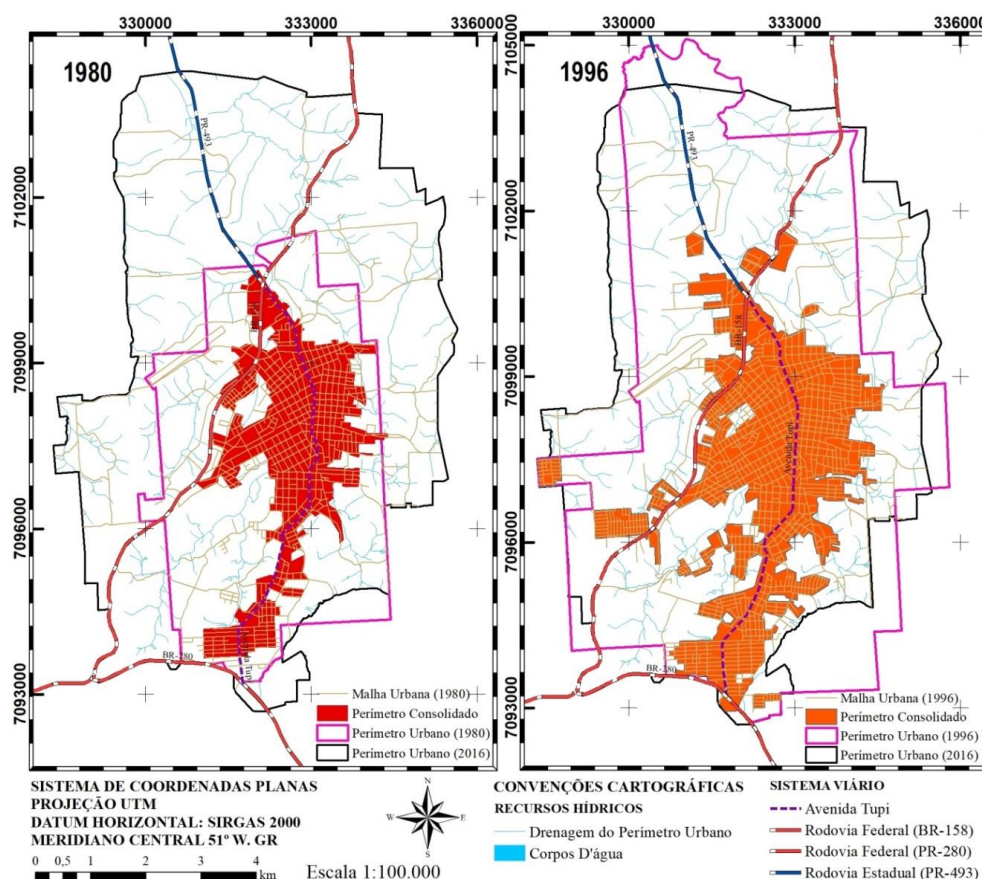 330000 333000 336000
330000 333000 336000
1980
1996
7105000
7102000
7102000
7099000
7099000
7096000
7096000
7093000
7093000
PR-493
PR-493
BR-158
Avenida Tupi
Avenida Tupi
BR-280
BR-280
Malha Urbana (1980)
Perímetro Consolidado
Perímetro Urbano (1980)
Perímetro Urbano (2016)
Malha Urbana (1996)
Perímetro Consolidado
Perímetro Urbano (1996)
Perímetro Urbano (2016)
SISTEMA DE COORDENADAS PLANAS
PROJEÇÃO UTM
DATUM HORIZONTAL: SIRGAS 2000
MERIDIANO CENTRAL 51º W. GR
0 0,5 1 2 3 4
km
Escala 1:100.000
N
W E
S
CONVENÇÕES CARTOGRÁFICAS
RECURSOS HÍDRICOS
Drenagem do Perímetro Urbano
Corpos D'água
SISTEMA VIÁRIO
Avenida Tupi
Rodovia Federal (BR-158)
Rodovia Federal (PR-280)
Rodovia Estadual (PR-493)